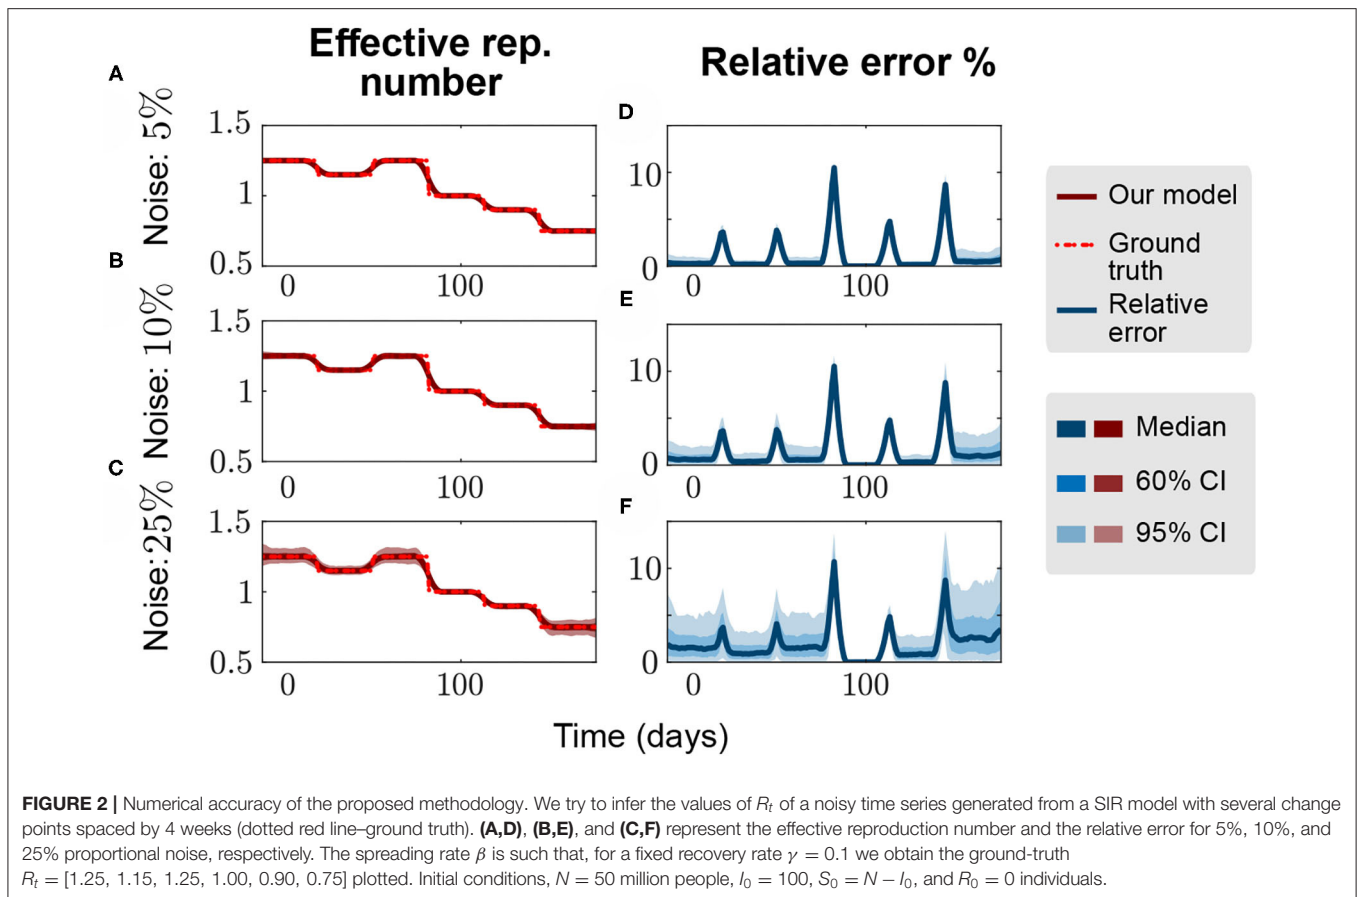 Effective rep.
number
Relative error %
A
Noise: 5%
1.5
1
0.5
0
100
D
10
0
0
100
B
Noise: 10%
1.5
1
0.5
0
100
E
10
0
0
100
C
Noise: 25%
1.5
1
0.5
0
100
F
10
0
0
100
Time (days)
Our model
Ground
truth
Relative
error
Median
60% CI
95% CI
FIGURE 2 | Numerical accuracy of the proposed methodology. We try to infer the values of Rₜ of a noisy time series generated from a SIR model with several change
points spaced by 4 weeks (dotted red line–ground truth). (A,D), (B,E), and (C,F) represent the effective reproduction number and the relative error for 5%, 10%, and
25% proportional noise, respectively. The spreading rate β is such that, for a fixed recovery rate γ = 0.1 we obtain the ground-truth
Rₜ = [1.25, 1.15, 1.25, 1.00, 0.90, 0.75] plotted. Initial conditions, N = 50 million people, I₀ = 100, S₀ = N − I₀, and R₀ = 0 individuals.